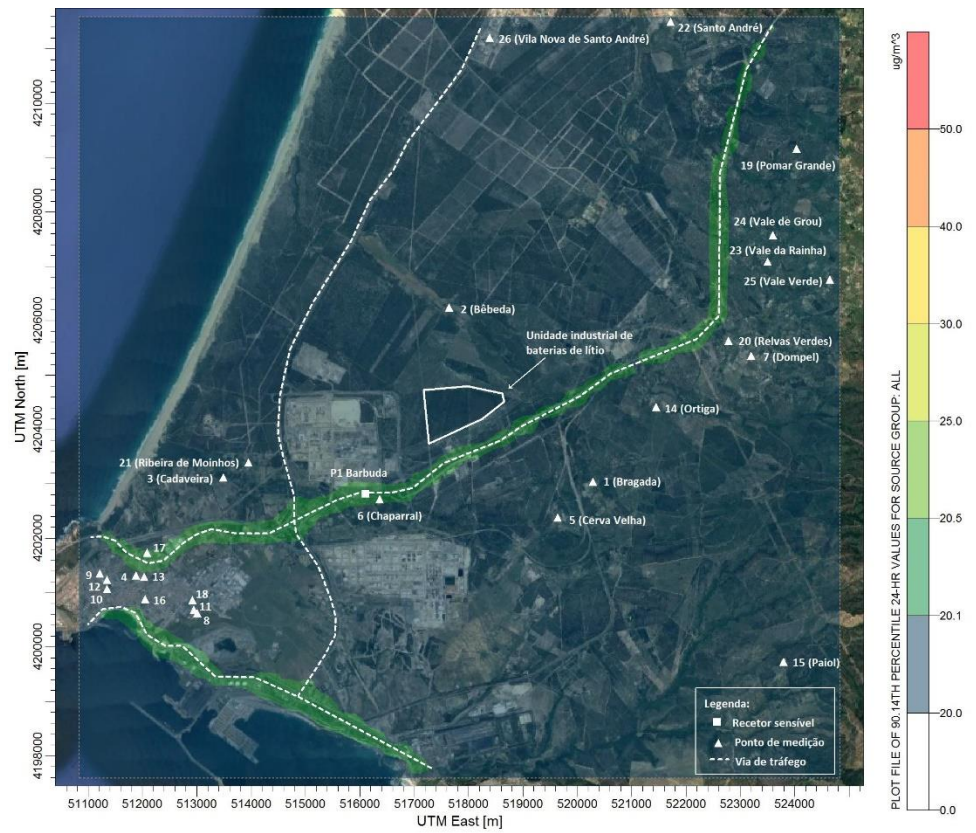 26 (Vila Nova de Santo André)
22 (Santo André)
19 (Pomar Grande)
24 (Vale de Grou)
23 (Vale da Rainha)
25 (Vale Verde)
2 (Bêbeda)
Unidade industrial de
baterias de lítio
20 (Relvas Verdes)
7 (Dompel)
14 (Ortiga)
21 (Ribeira de Moinhos)
3 (Cadaveira)
P1 Barbuda
6 (Chaparral)
1 (Bragada)
5 (Cerva Velha)
17
9
4
13
12
10
16
18
11
8
15 (Paiol)
Legenda:
Recetor sensível
Ponto de medição
Via de tráfego
UTM North [m]
4210000
4208000
4206000
4204000
4202000
4200000
4198000
511000
512000
513000
514000
515000
516000
517000
518000
519000
520000
521000
522000
523000
524000
UTM East [m]
PLOT FILE OF 90.14TH PERCENTILE 24-HR VALUES FOR SOURCE GROUP: ALL
ug/m^3
50.0
40.0
30.0
25.0
20.5
20.1
20.0
0.0